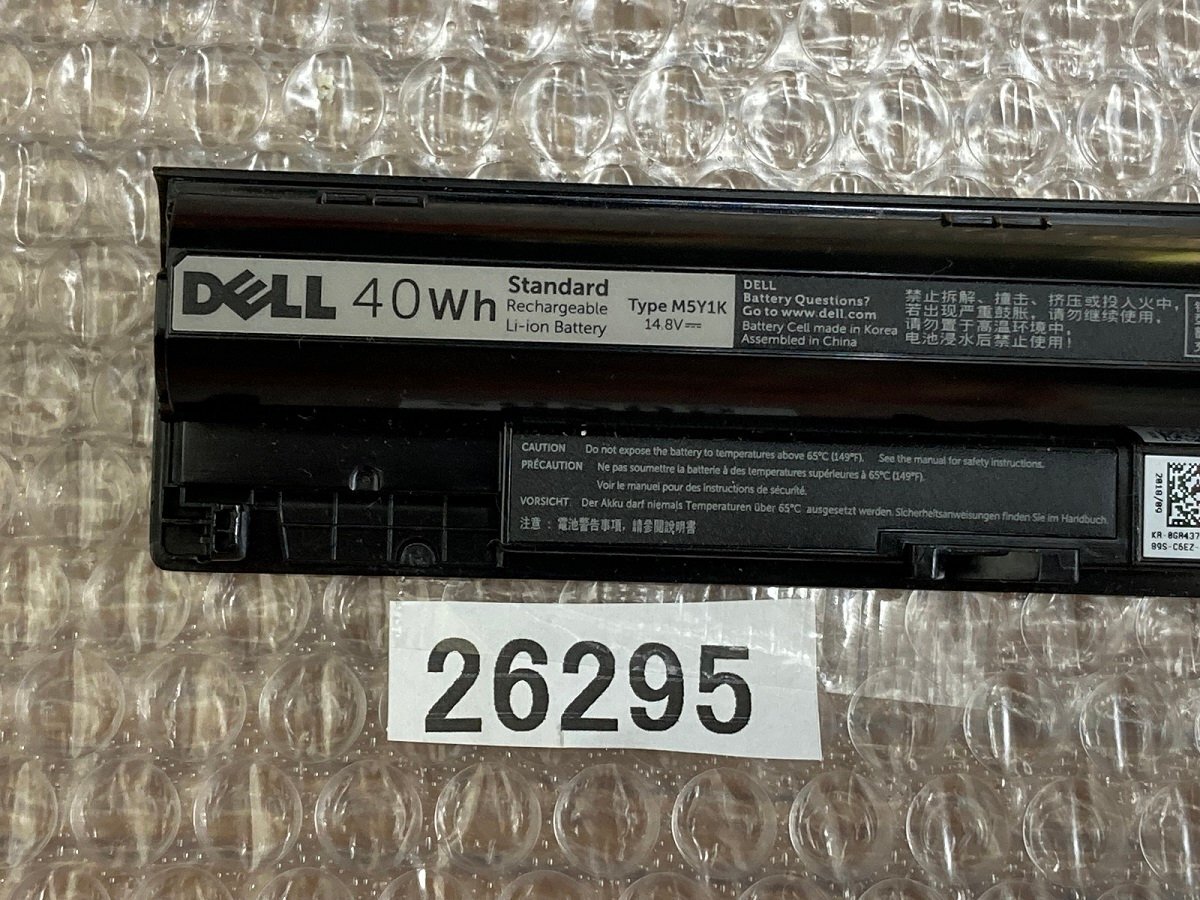 DELL 40Wh
Standard
Rechargeable
Li-ion Battery
Type M5Y1K
14.8V⎓
DELL
Battery Questions?
Go to www.dell.com
Battery Cell made in Korea
Assembled in China
禁止拆解、撞击、挤压或投入火中,
若出现严重鼓胀,请勿继续使用,
请勿置于高温环境中,
电池浸水后禁止使用!
CAUTION Do not expose the battery to temperatures above 65°C (149°F). See the manual for safety instructions.
PRÉCAUTION Ne pas soumettre la batterie à des temperatures supérieures à 65°C (149°F).
Voir le manuel pour des instructions de sécurité.
VORSICHT Der Akku darf niemals Temperaturen über 65°C ausgesetzt werden. Sicherheitsanweisungen finden Sie im Handbuch.
注意 : 電池警告事項, 請參閱說明書
2018/09
KR-0GR437
89S-C6EZ-
26295